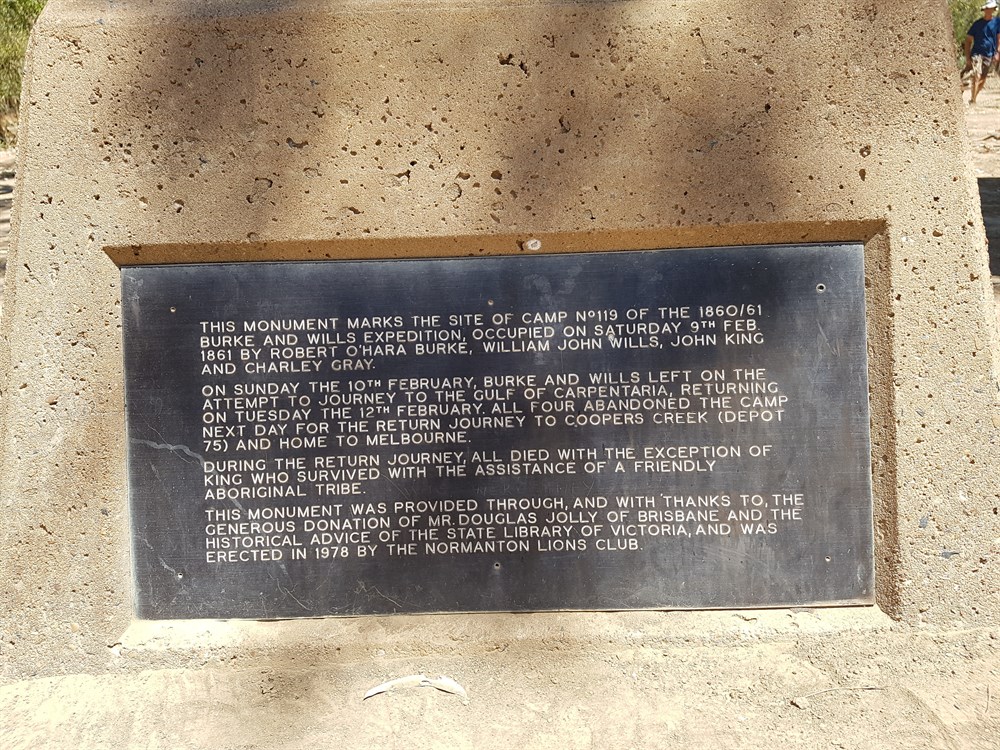 THIS MONUMENT MARKS THE SITE OF CAMP Nº119 OF THE 1860/61
BURKE AND WILLS EXPEDITION, OCCUPIED ON SATURDAY 9TH FEB.
1861 BY ROBERT O'HARA BURKE, WILLIAM JOHN WILLS, JOHN KING
AND CHARLEY GRAY.
ON SUNDAY THE 10TH FEBRUARY, BURKE AND WILLS LEFT ON THE
ATTEMPT TO JOURNEY TO THE GULF OF CARPENTARIA, RETURNING
ON TUESDAY THE 12TH FEBRUARY. ALL FOUR ABANDONED THE CAMP
NEXT DAY FOR THE RETURN JOURNEY TO COOPERS CREEK (DEPOT
75) AND HOME TO MELBOURNE.
DURING THE RETURN JOURNEY, ALL DIED WITH THE EXCEPTION OF
KING WHO SURVIVED WITH THE ASSISTANCE OF A FRIENDLY
ABORIGINAL TRIBE.
THIS MONUMENT WAS PROVIDED THROUGH, AND WITH THANKS TO, THE
GENEROUS DONATION OF MR. DOUGLAS JOLLY OF BRISBANE AND THE
HISTORICAL ADVICE OF THE STATE LIBRARY OF VICTORIA, AND WAS
ERECTED IN 1978 BY THE NORMANTON LIONS CLUB.